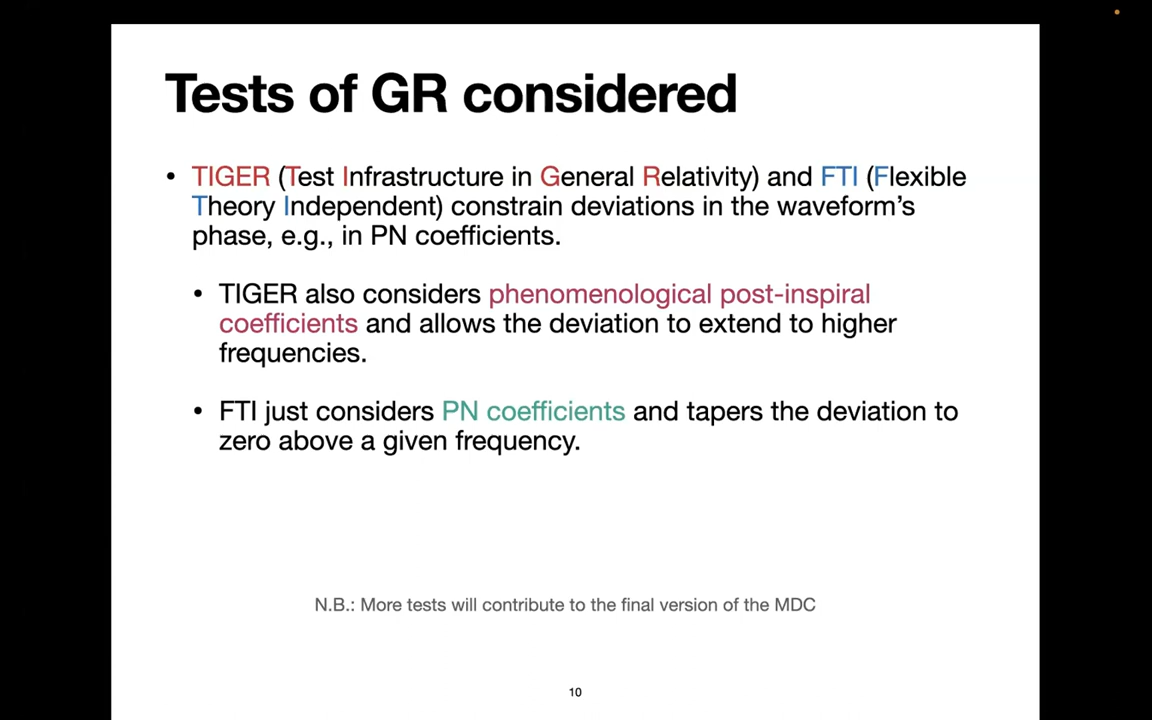 Tests of GR considered
• TIGER (Test Infrastructure in General Relativity) and FTI (Flexible
Theory Independent) constrain deviations in the waveform’s
phase, e.g., in PN coefficients.
• TIGER also considers phenomenological post-inspiral
coefficients and allows the deviation to extend to higher
frequencies.
• FTI just considers PN coefficients and tapers the deviation to
zero above a given frequency.
N.B.: More tests will contribute to the final version of the MDC
10